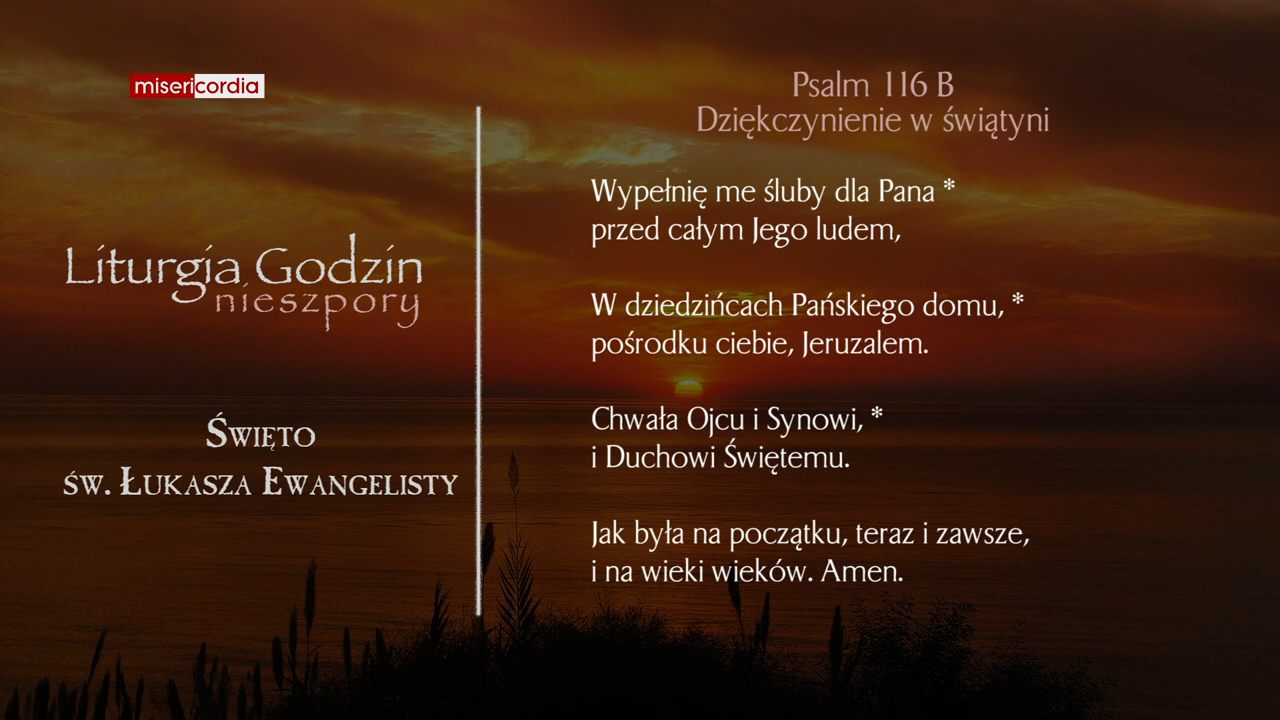 misericordia
Liturgia Godzin
nieszpory
Święto
św. Łukasza Ewangelisty
Psalm 116 B
Dziękczynienie w świątyni
Wypełnię me śluby dla Pana *
przed całym Jego ludem,
W dziedzińcach Pańskiego domu, *
pośrodku ciebie, Jeruzalem.
Chwała Ojcu i Synowi, *
i Duchowi Świętemu.
Jak była na początku, teraz i zawsze,
i na wieki wieków. Amen.